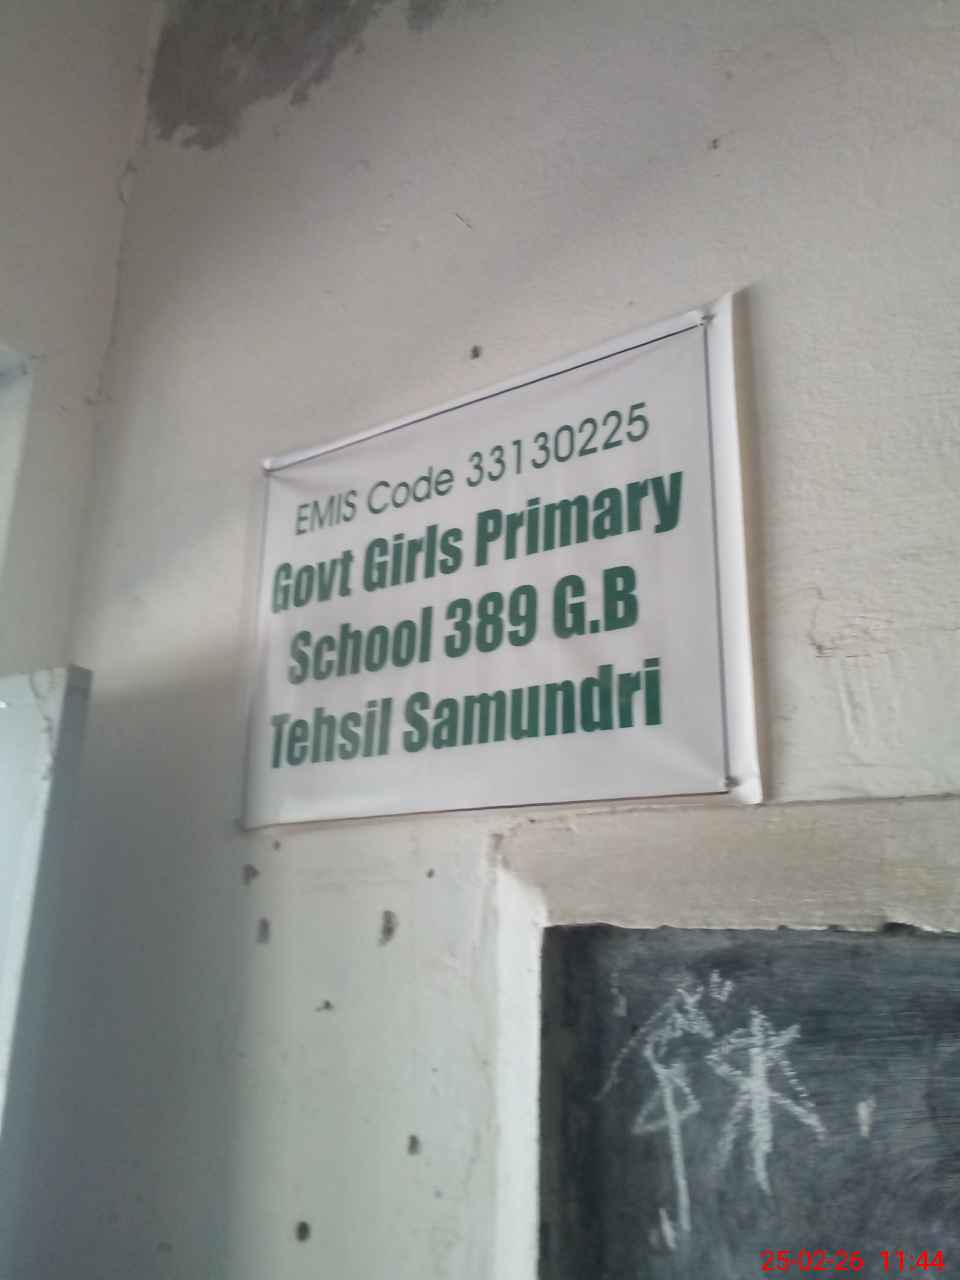 EMIS Code 33130225
Govt Girls Primary
School 389 G.B
Tehsil Samundri
25-02-26 11:44